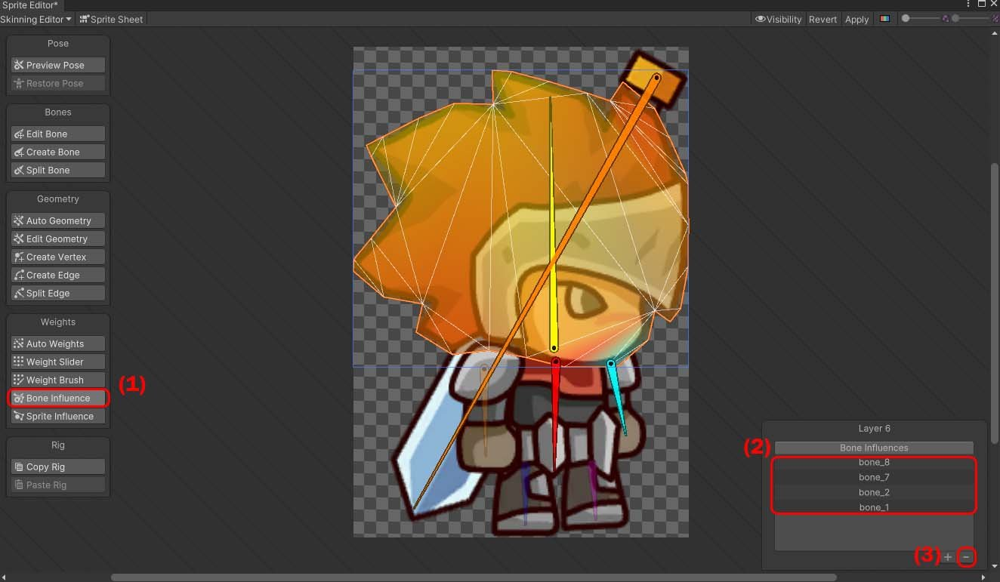 Sprite Editor*
Skinning Editor
Sprite Sheet
Visibility
Revert
Apply
Pose
Preview Pose
Restore Pose
Bones
Edit Bone
Create Bone
Split Bone
Geometry
Auto Geometry
Edit Geometry
Create Vertex
Create Edge
Split Edge
Weights
Auto Weights
Weight Slider
Weight Brush
Bone Influence
(1)
Sprite Influence
Rig
Copy Rig
Paste Rig
Layer 6
(2)
Bone Influences
bone_8
bone_7
bone_2
bone_1
(3)
+ −